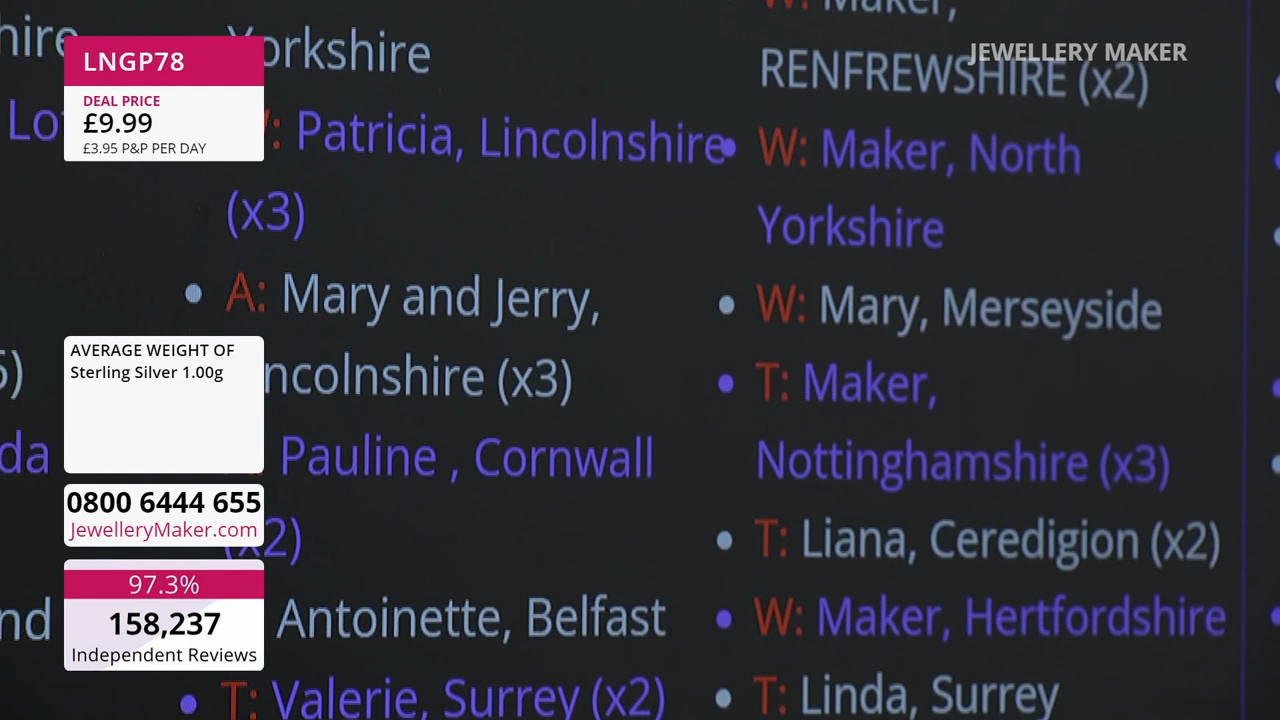 LNGP78
DEAL PRICE
£9.99
£3.95 P&P PER DAY
AVERAGE WEIGHT OF
Sterling Silver 1.00g
0800 6444 655
JewelleryMaker.com
97.3%
158,237
Independent Reviews
JEWELLERY MAKER
Yorkshire
Patricia, Lincolnshire
(x3)
A: Mary and Jerry,
ncolnshire (x3)
Pauline , Cornwall
(x2)
Antoinette, Belfast
T: Valerie, Surrey (x2)
W: Maker,
RENFREWSHIRE (x2)
W: Maker, North
Yorkshire
W: Mary, Merseyside
T: Maker,
Nottinghamshire (x3)
T: Liana, Ceredigion (x2)
W: Maker, Hertfordshire
T: Linda, Surrey